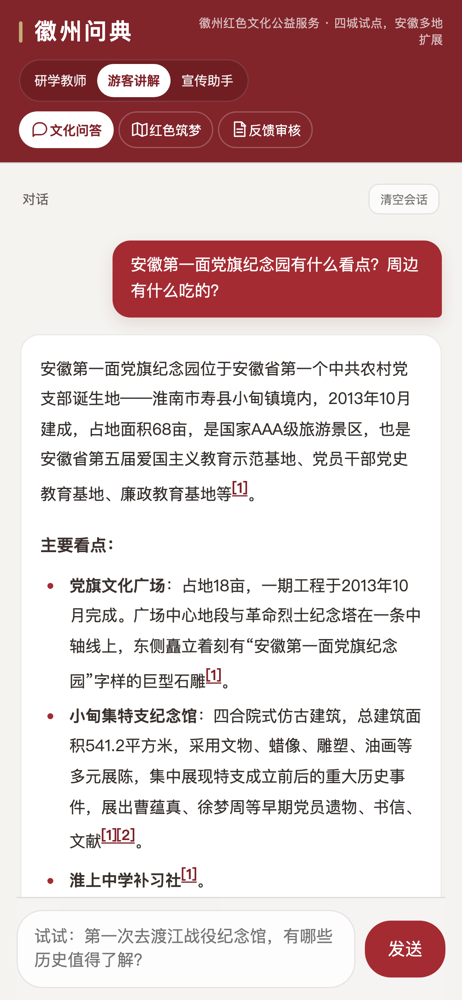 徽州问典
徽州红色文化公益服务 · 四城试点，安徽多地
扩展
研学教师 游客讲解 宣传助手
文化问答 红色筑梦 反馈审核
对话 清空会话
安徽第一面党旗纪念园有什么看点？周边
有什么吃的？
安徽第一面党旗纪念园位于安徽省第一个中共农村党
支部诞生地——淮南市寿县小甸镇境内，2013年10月
建成，占地面积68亩，是国家AAA级旅游景区，也是
安徽省第五届爱国主义教育示范基地、党员干部党史
教育基地、廉政教育基地等[1]。
主要看点：
• 党旗文化广场：占地18亩，一期工程于2013年10
月完成。广场中心地段与革命烈士纪念塔在一条中
轴线上，东侧矗立着刻有“安徽第一面党旗纪念
园”字样的巨型石雕[1]。
• 小甸集特支纪念馆：四合院式仿古建筑，总建筑面
积541.2平方米，采用文物、蜡像、雕塑、油画等
多元展陈，集中展现特支成立前后的重大历史事
件，展出曹蕴真、徐梦周等早期党员遗物、书信、
文献[1][2]。
• 淮上中学补习社[1]。
试试：第一次去渡江战役纪念馆，有哪些
历史值得了解？
发送